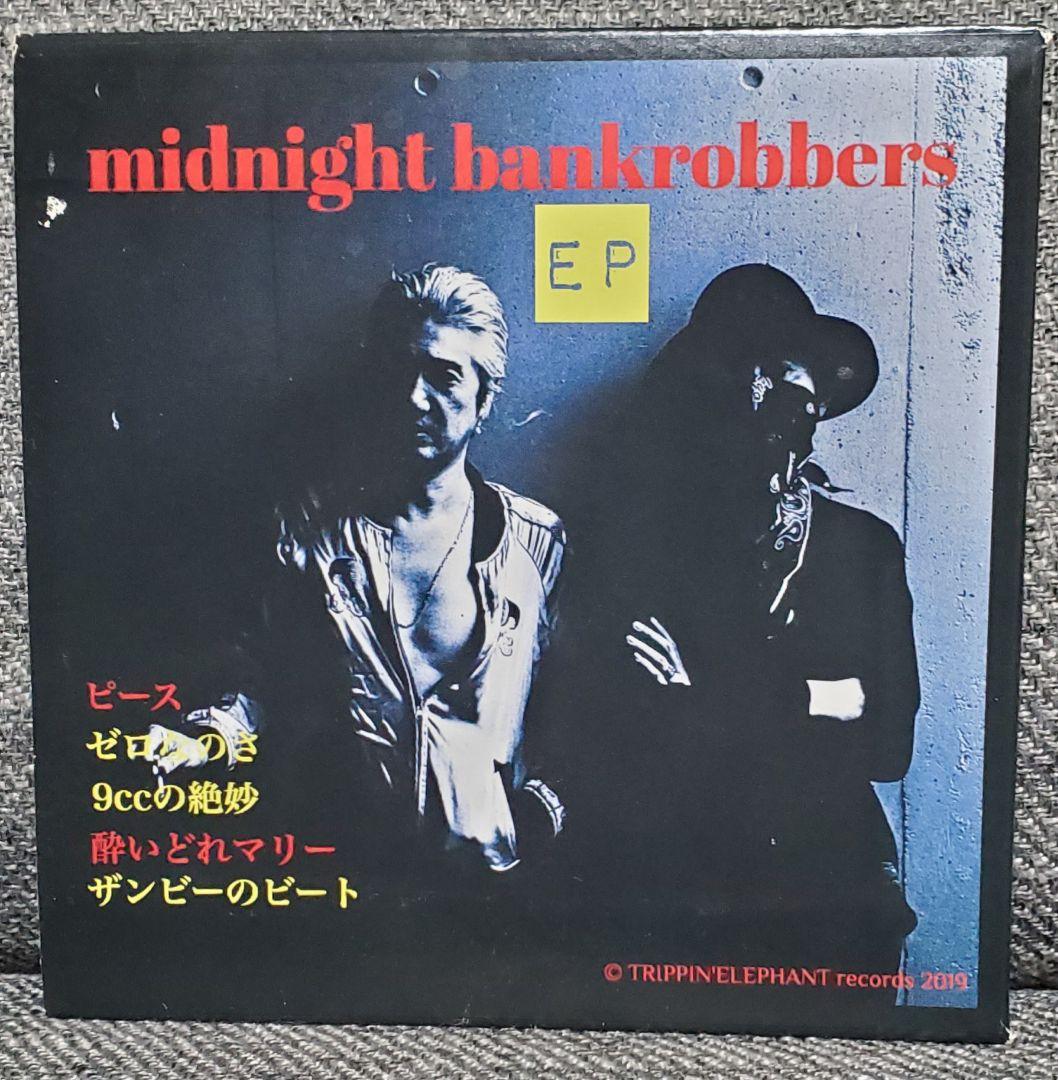 midnight bankrobbers
EP
ピース
ゼロなのさ
9ccの絶妙
酔いどれマリー
ザンビーのビート
© TRIPPIN'ELEPHANT records 2019